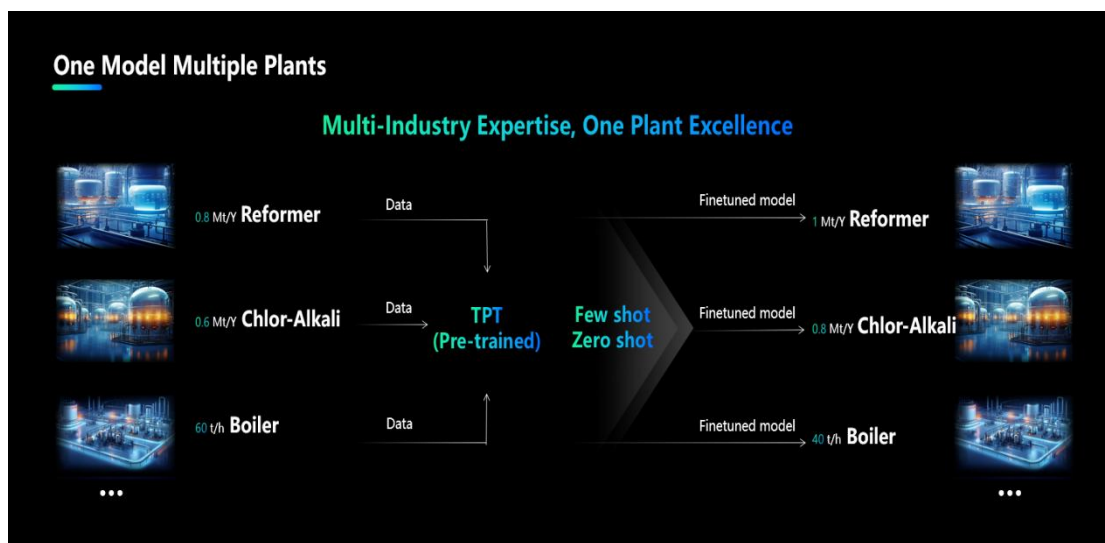 One Model Multiple Plants
Multi-Industry Expertise, One Plant Excellence
0.8 Mt/Y Reformer
Data
Finetuned model
1 Mt/Y Reformer
0.6 Mt/Y Chlor-Alkali
Data
TPT
(Pre-trained)
Few shot
Zero shot
Finetuned model
0.8 Mt/Y Chlor-Alkali
60 t/h Boiler
Data
Finetuned model
40 t/h Boiler
...
...